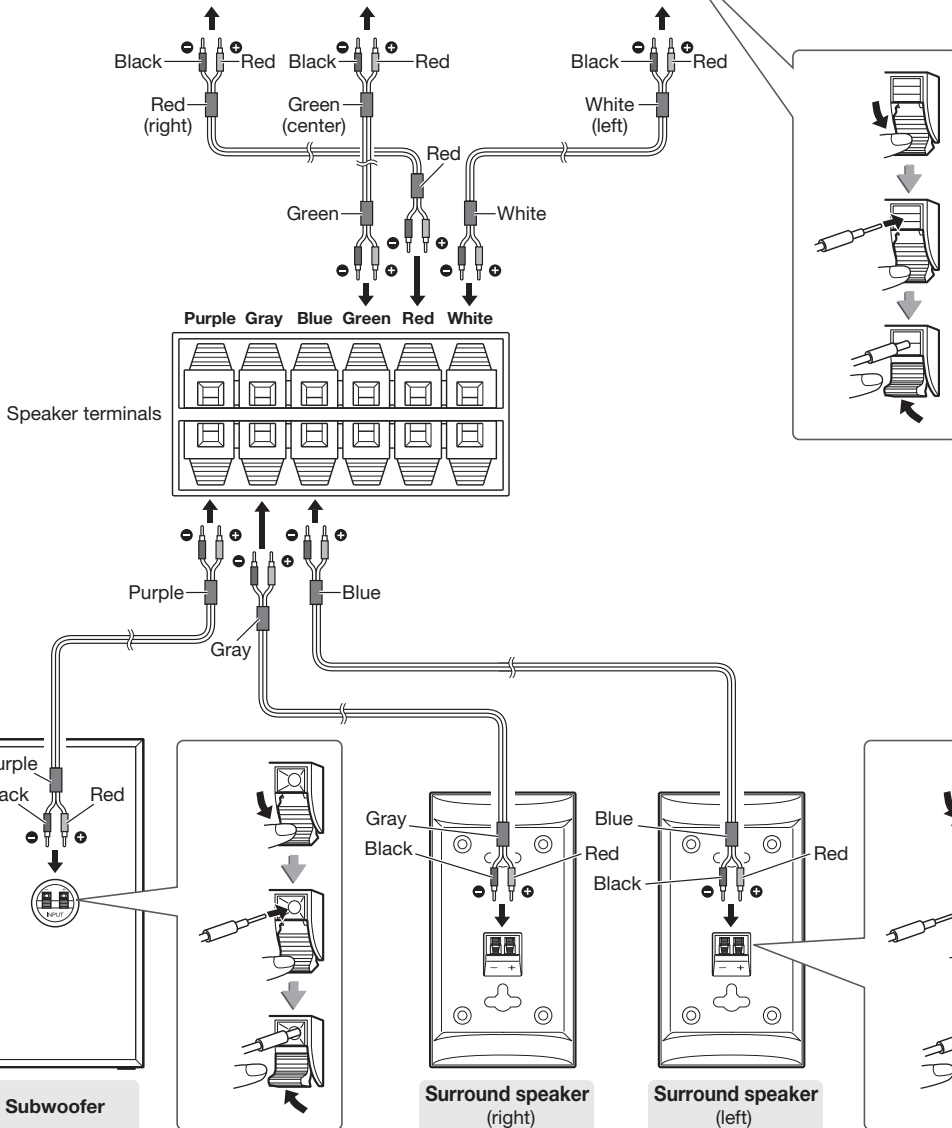 Black
Red
Black
Red
Black
Red
Red
(right)
Green
(center)
White
(left)
Red
Green
White
Purple Gray Blue Green Red White
Speaker terminals
Purple
Blue
Gray
urple
ack
Red
INPUT
Gray
Black
Red
Blue
Black
Red
− +
− +
Subwoofer
Surround speaker
(right)
Surround speaker
(left)